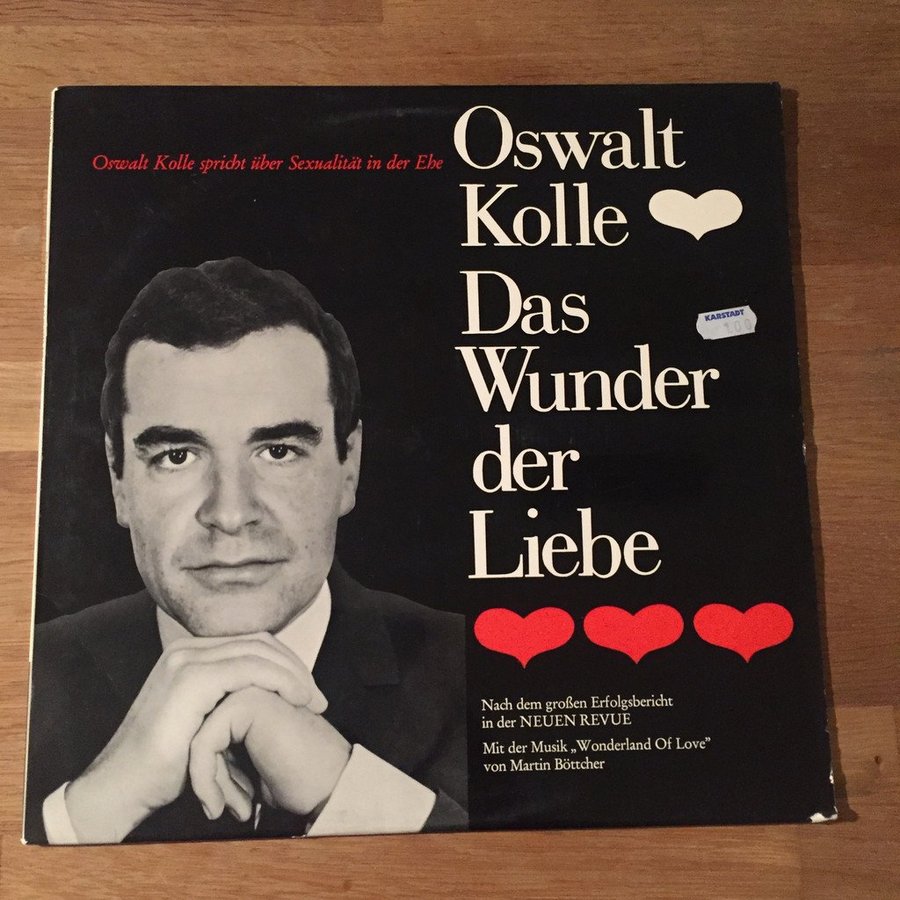 Oswalt Kolle spricht über Sexualität in der Ehe
Oswalt
Kolle
Das
Wunder
der
Liebe
KARSTADT
Nach dem großen Erfolgsbericht
in der NEUEN REVUE
Mit der Musik „Wonderland Of Love”
von Martin Böttcher